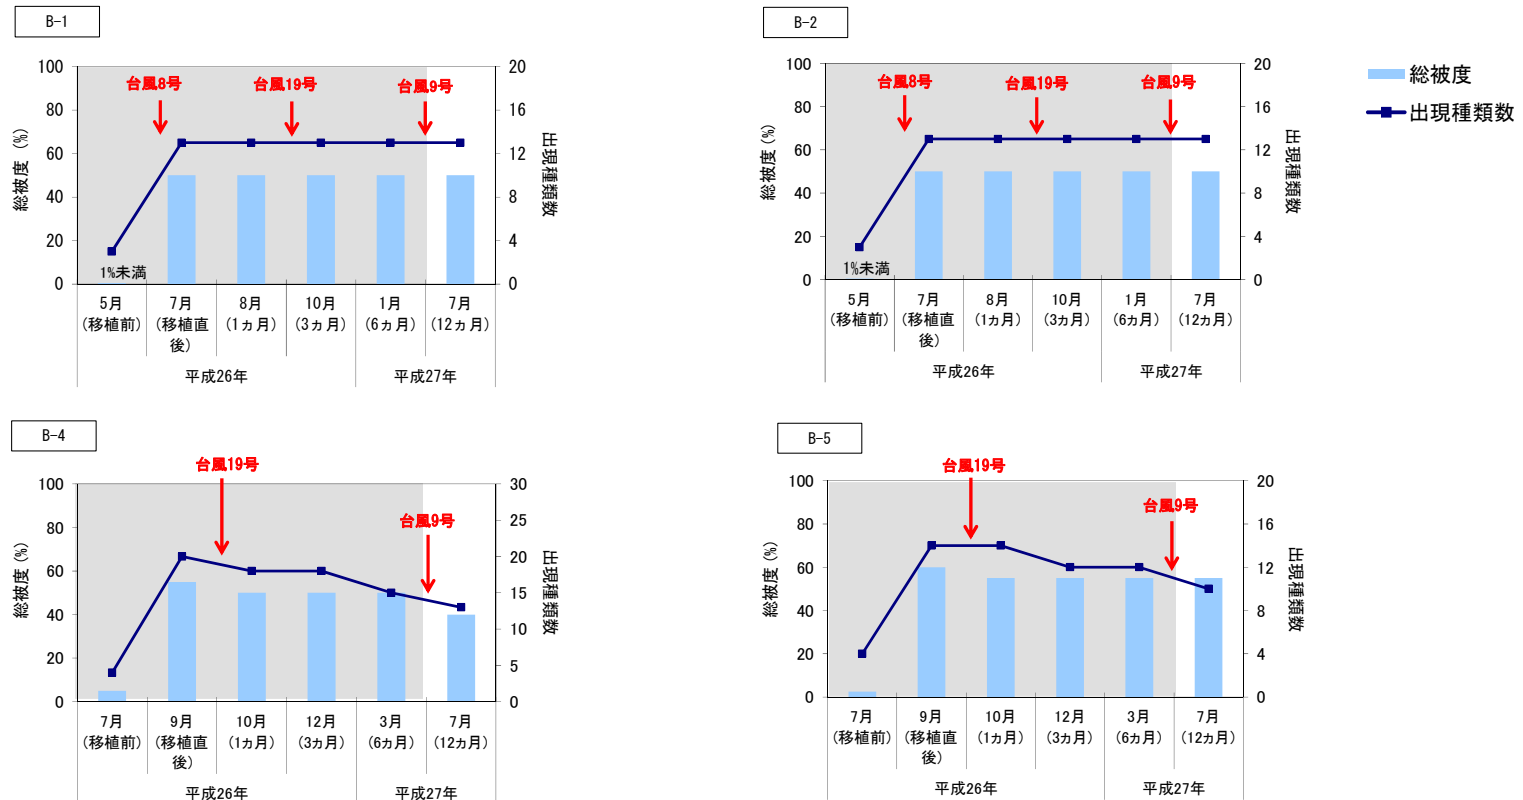 B-1
台風8号
台風19号
台風9号
100
80
60
40
20
0
総被度 (%)
20
16
12
8
4
0
出現種類数
1%未満
5月
(移植前)
7月
(移植直
後)
8月
(1ヵ月)
10月
(3ヵ月)
1月
(6ヵ月)
7月
(12ヵ月)
平成26年
平成27年
B-2
台風8号
台風19号
台風9号
100
80
60
40
20
0
総被度 (%)
20
16
12
8
4
0
出現種類数
1%未満
5月
(移植前)
7月
(移植直
後)
8月
(1ヵ月)
10月
(3ヵ月)
1月
(6ヵ月)
7月
(12ヵ月)
平成26年
平成27年
総被度
出現種類数
B-4
台風19号
台風9号
100
80
60
40
20
0
総被度 (%)
30
25
20
15
10
5
0
出現種類数
7月
(移植前)
9月
(移植直
後)
10月
(1ヵ月)
12月
(3ヵ月)
3月
(6ヵ月)
7月
(12ヵ月)
平成26年
平成27年
B-5
台風19号
台風9号
100
80
60
40
20
0
総被度 (%)
20
16
12
8
4
0
出現種類数
7月
(移植前)
9月
(移植直
後)
10月
(1ヵ月)
12月
(3ヵ月)
3月
(6ヵ月)
7月
(12ヵ月)
平成26年
平成27年